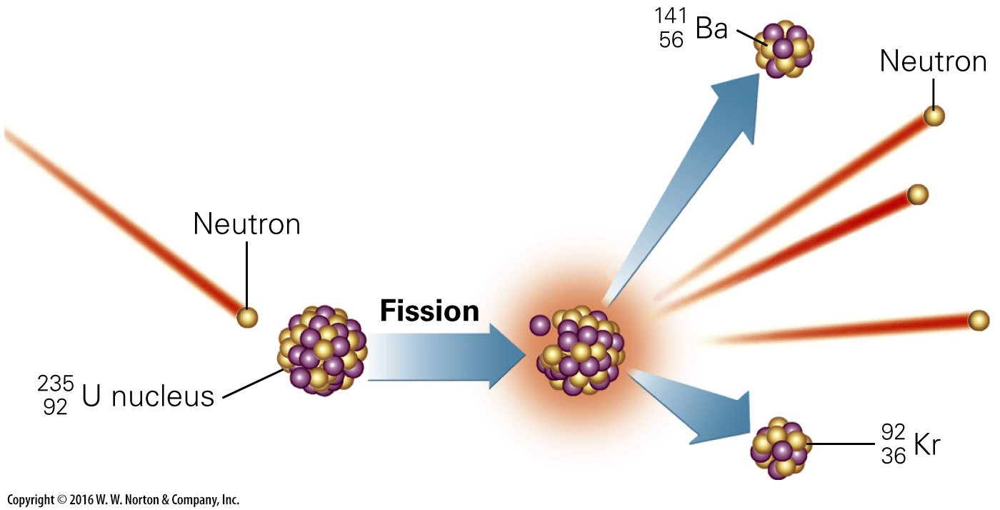 141
56 Ba
Neutron
Neutron
Fission
235
92 U nucleus
92
36 Kr
Copyright © 2016 W. W. Norton & Company, Inc.